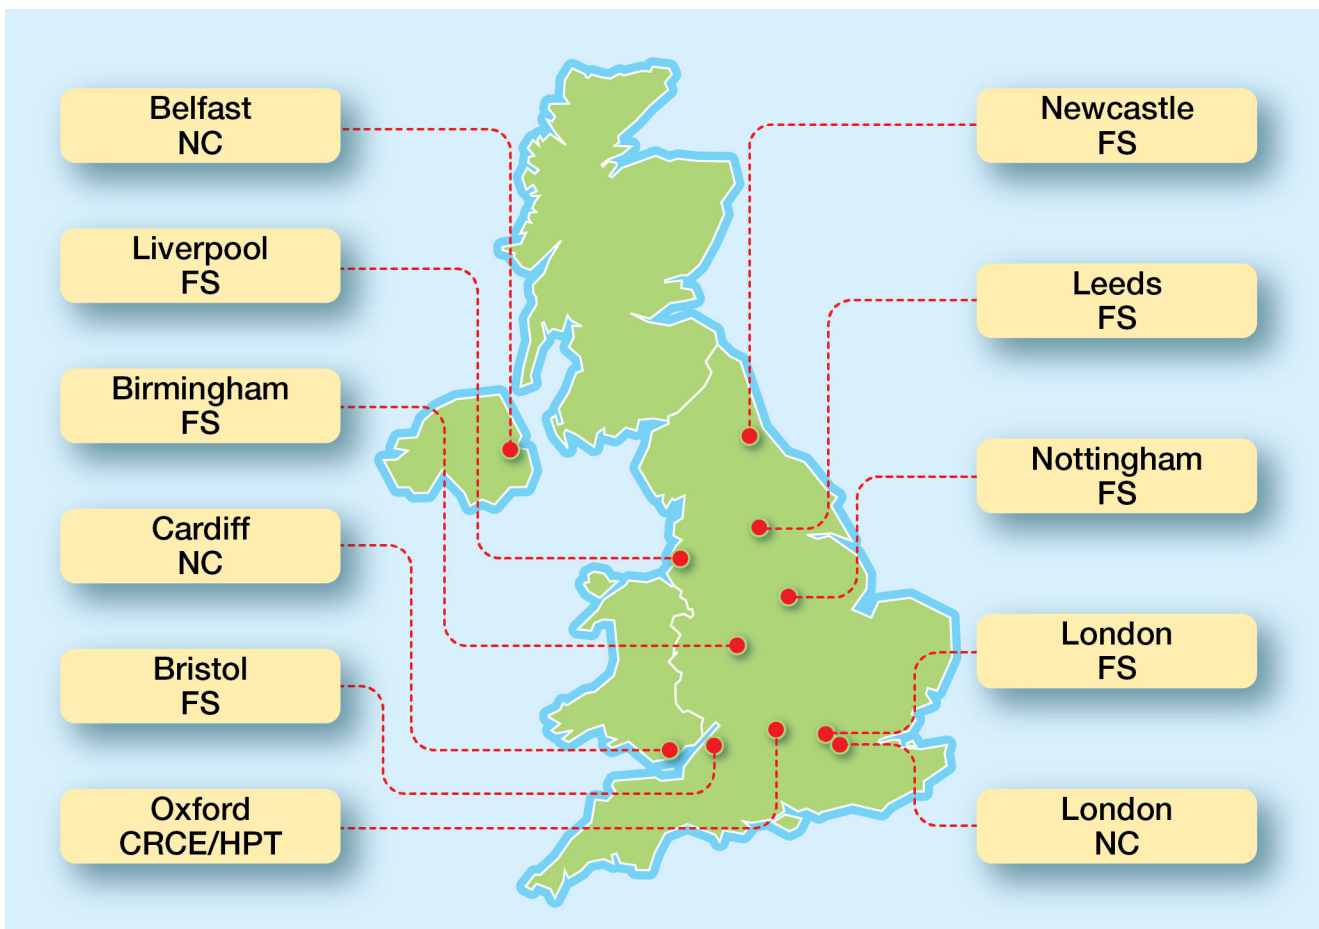 Belfast
NC
Liverpool
FS
Birmingham
FS
Cardiff
NC
Bristol
FS
Oxford
CRCE/HPT
Newcastle
FS
Leeds
FS
Nottingham
FS
London
FS
London
NC